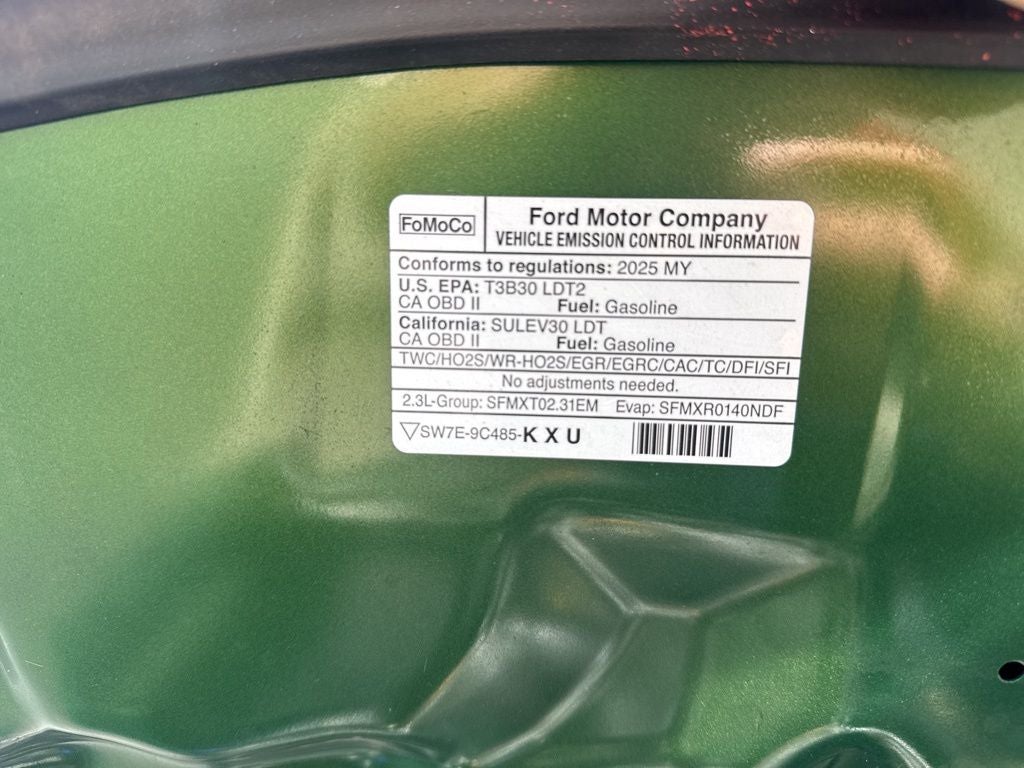 FoMoCo
Ford Motor Company
VEHICLE EMISSION CONTROL INFORMATION
Conforms to regulations: 2025 MY
U.S. EPA: T3B30 LDT2
CA OBD II Fuel: Gasoline
California: SULEV30 LDT
CA OBD II Fuel: Gasoline
TWC/HO2S/WR-HO2S/EGR/EGRC/CAC/TC/DFI/SFI
No adjustments needed.
2.3L-Group: SFMXT02.31EM Evap: SFMXR0140NDF
▽SW7E-9C485-K X U